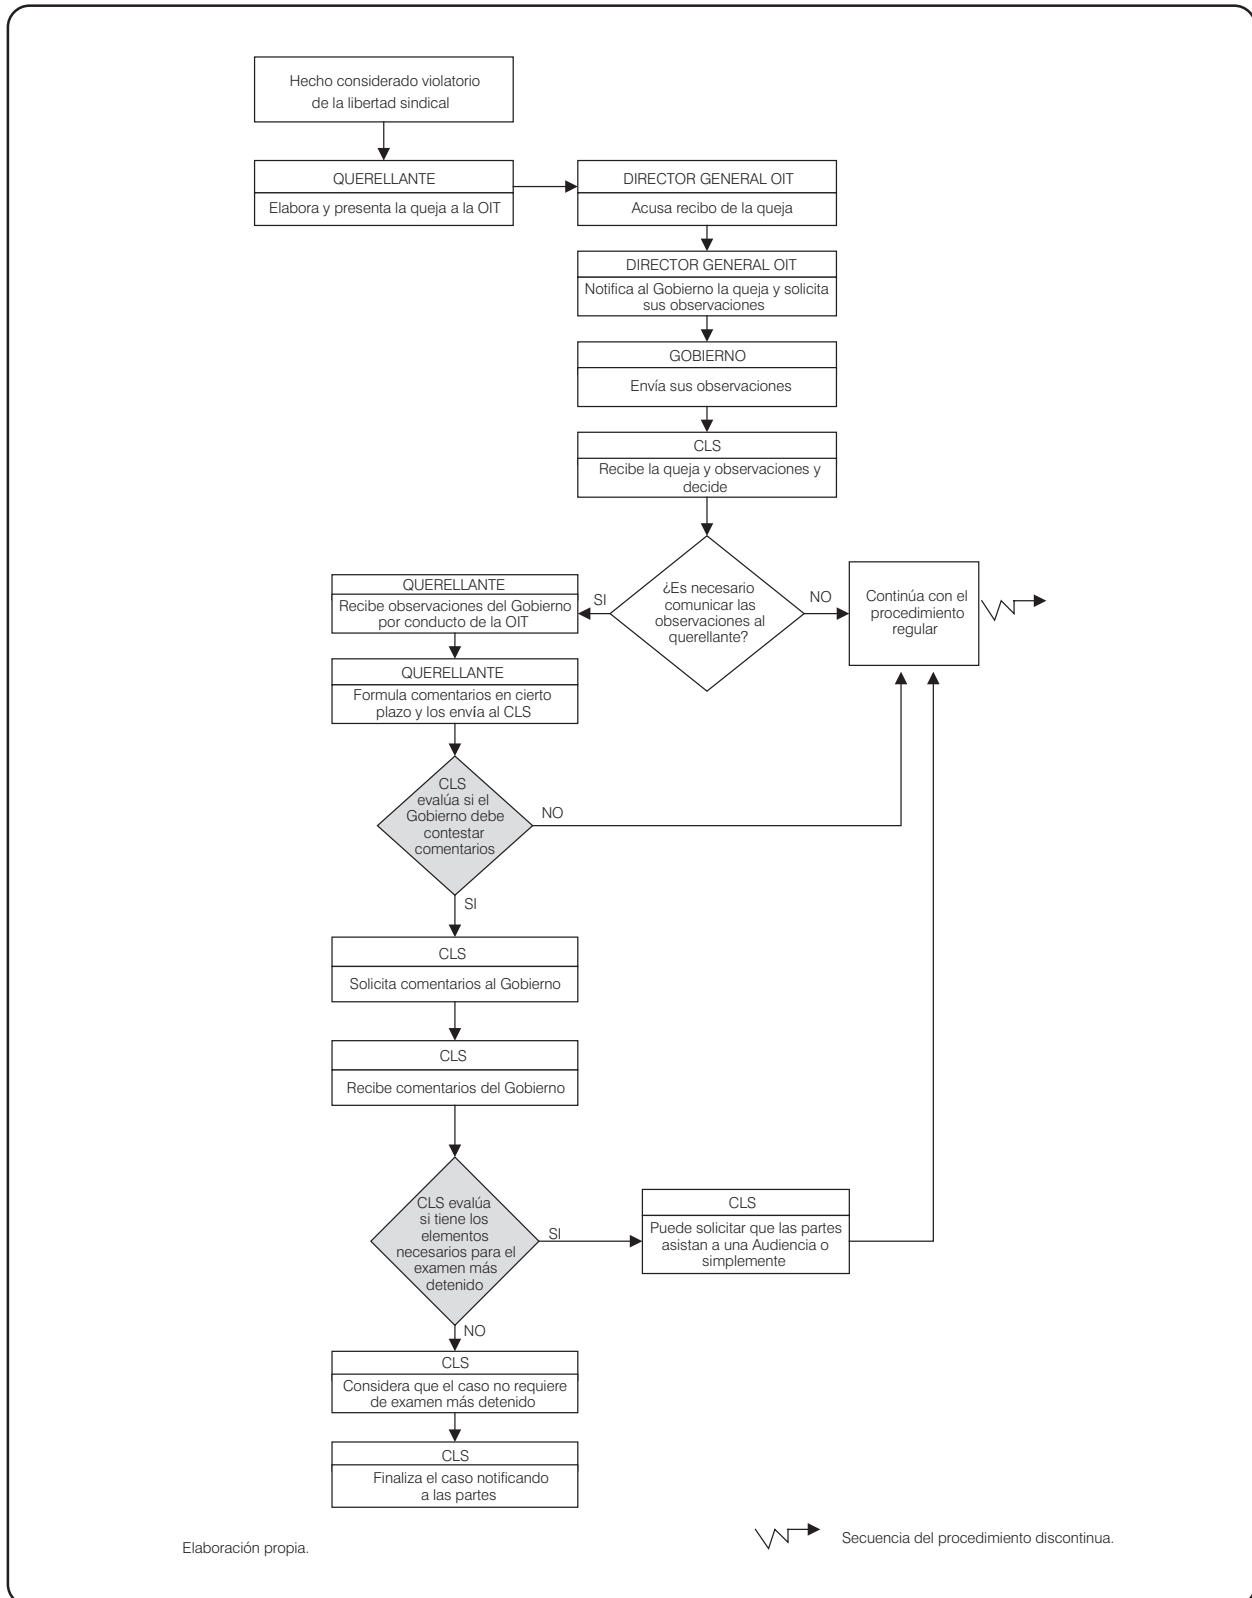 Hecho considerado violatorio
de la libertad sindical
QUERELLANTE
Elabora y presenta la queja a la OIT
DIRECTOR GENERAL OIT
Acusa recibo de la queja
DIRECTOR GENERAL OIT
Notifica al Gobierno la queja y solicita
sus observaciones
GOBIERNO
Envía sus observaciones
CLS
Recibe la queja y observaciones y
decide
¿Es necesario
comunicar las
observaciones al
querellante?
SI
NO
Continúa con el
procedimiento
regular
QUERELLANTE
Recibe observaciones del Gobierno
por conducto de la OIT
QUERELLANTE
Formula comentarios en cierto
plazo y los envía al CLS
CLS
evalúa si el
Gobierno debe
contestar
comentarios
NO
SI
CLS
Solicita comentarios al Gobierno
CLS
Recibe comentarios del Gobierno
CLS evalúa
si tiene los
elementos
necesarios para el
examen más
detenido
SI
CLS
Puede solicitar que las partes
asistan a una Audiencia o
simplemente
NO
CLS
Considera que el caso no requiere
de examen más detenido
CLS
Finaliza el caso notificando
a las partes
Elaboración propia.
Secuencia del procedimiento discontinua.